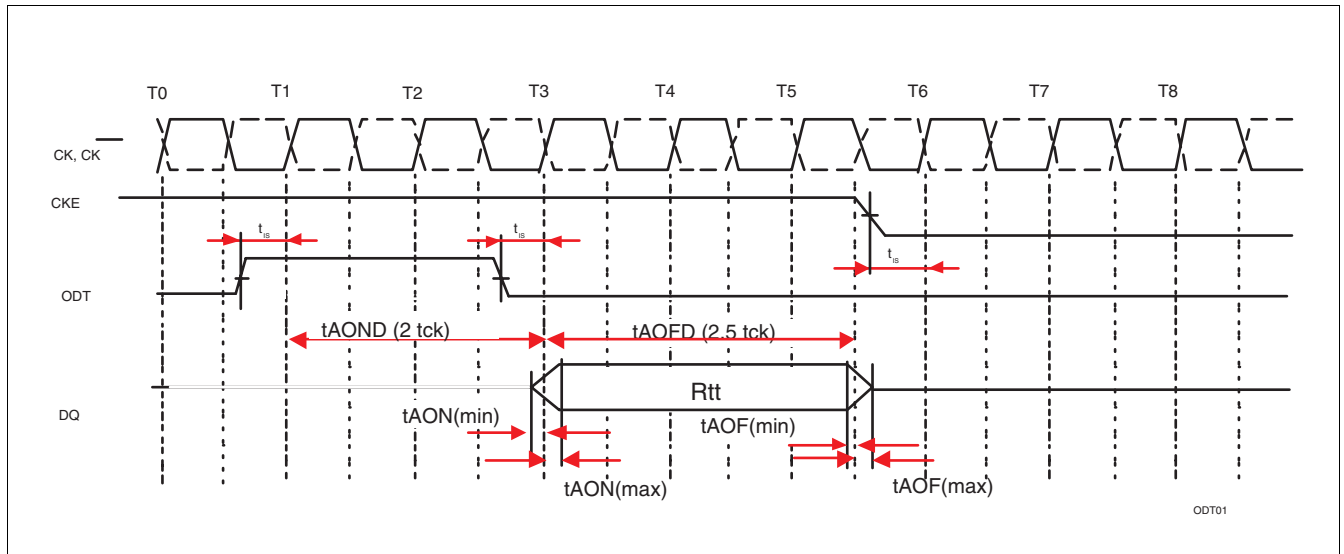 T0 T1 T2 T3 T4 T5 T6 T7 T8
CK, CK
CKE
tIS tIS
tIS
ODT
tAOND (2 tck) tAOFD (2.5 tck)
Rtt
DQ
tAON(min) tAOF(min)
tAON(max) tAOF(max)
ODT01